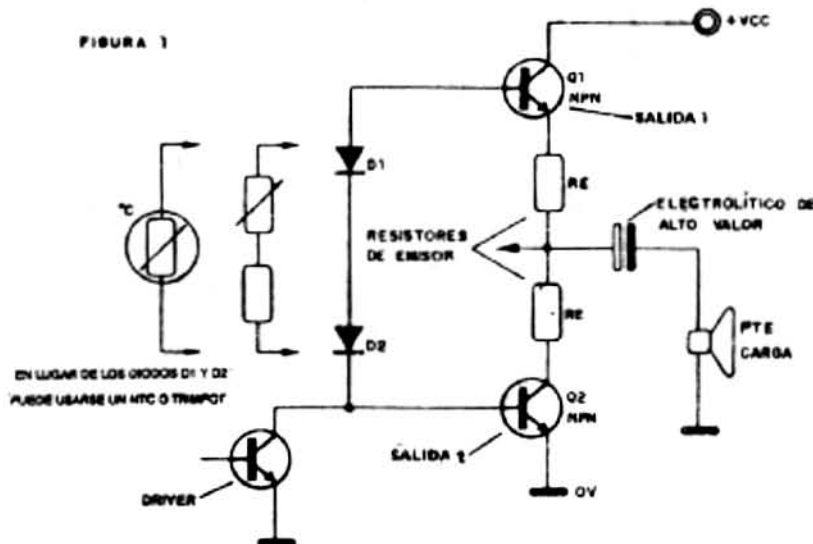 FIGURA 1
+VCC
Q1
NPN
SALIDA 1
D1
RE
ELECTROLÍTICO DE
ALTO VALOR
°C
RESISTORES
DE EMISOR
RE
D2
PTE
CARGA
EN LUGAR DE LOS DIODOS D1 Y D2
PUEDE USARSE UN NTC O TRIMPOT
Q2
NPN
SALIDA 2
DRIVER
0V